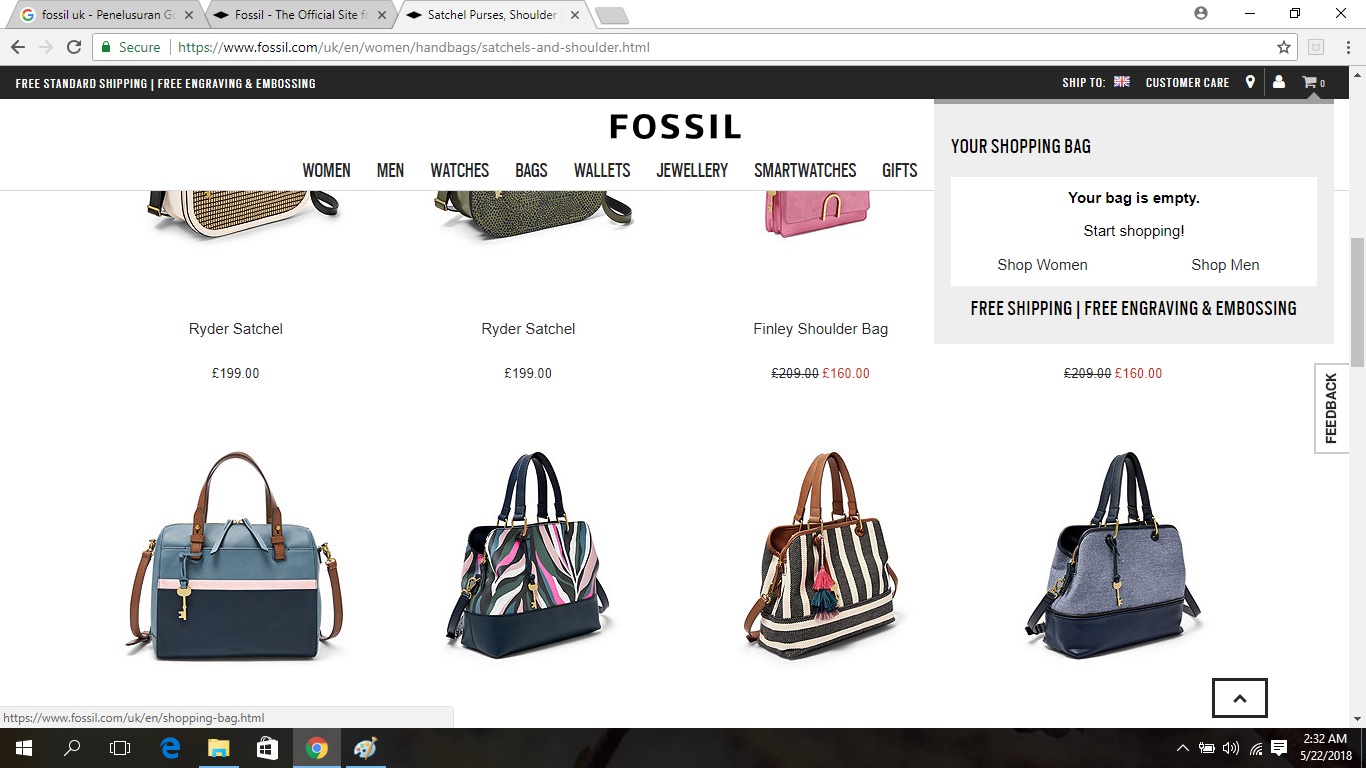 fossil uk - Penelusuran Go
Fossil - The Official Site fo
Satchel Purses, Shoulder
Secure
https://www.fossil.com/uk/en/women/handbags/satchels-and-shoulder.html
FREE STANDARD SHIPPING | FREE ENGRAVING & EMBOSSING
SHIP TO:
CUSTOMER CARE
0
FOSSIL
WOMEN
MEN
WATCHES
BAGS
WALLETS
JEWELLERY
SMARTWATCHES
GIFTS
YOUR SHOPPING BAG
Your bag is empty.
Start shopping!
Shop Women
Shop Men
FREE SHIPPING | FREE ENGRAVING & EMBOSSING
Ryder Satchel
Ryder Satchel
Finley Shoulder Bag
£199.00
£199.00
£209.00 £160.00
£209.00 £160.00
FEEDBACK
https://www.fossil.com/uk/en/shopping-bag.html
2:32 AM
5/22/2018